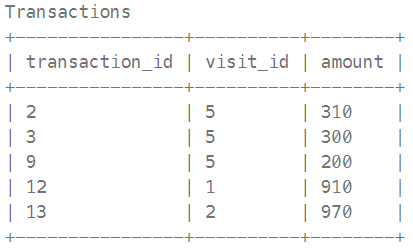 Transactions
+----------------+----------+--------+
| transaction_id | visit_id | amount |
+----------------+----------+--------+
| 2              | 5        | 310    |
| 3              | 5        | 300    |
| 9              | 5        | 200    |
| 12             | 1        | 910    |
| 13             | 2        | 970    |
+----------------+----------+--------+